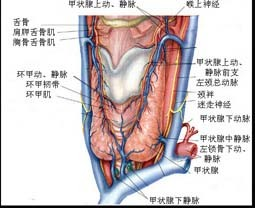 甲状腺上动、静脉
喉上神经
舌骨
肩胛舌骨肌
胸骨舌骨肌
甲状腺上动、
静脉前支
左颈总动脉
颈袢
迷走神经
环甲动、静脉
环甲韧带
环甲肌
甲状腺下动脉
甲状腺中静脉
左锁骨下动、
静脉
甲状腺
甲状腺下静脉